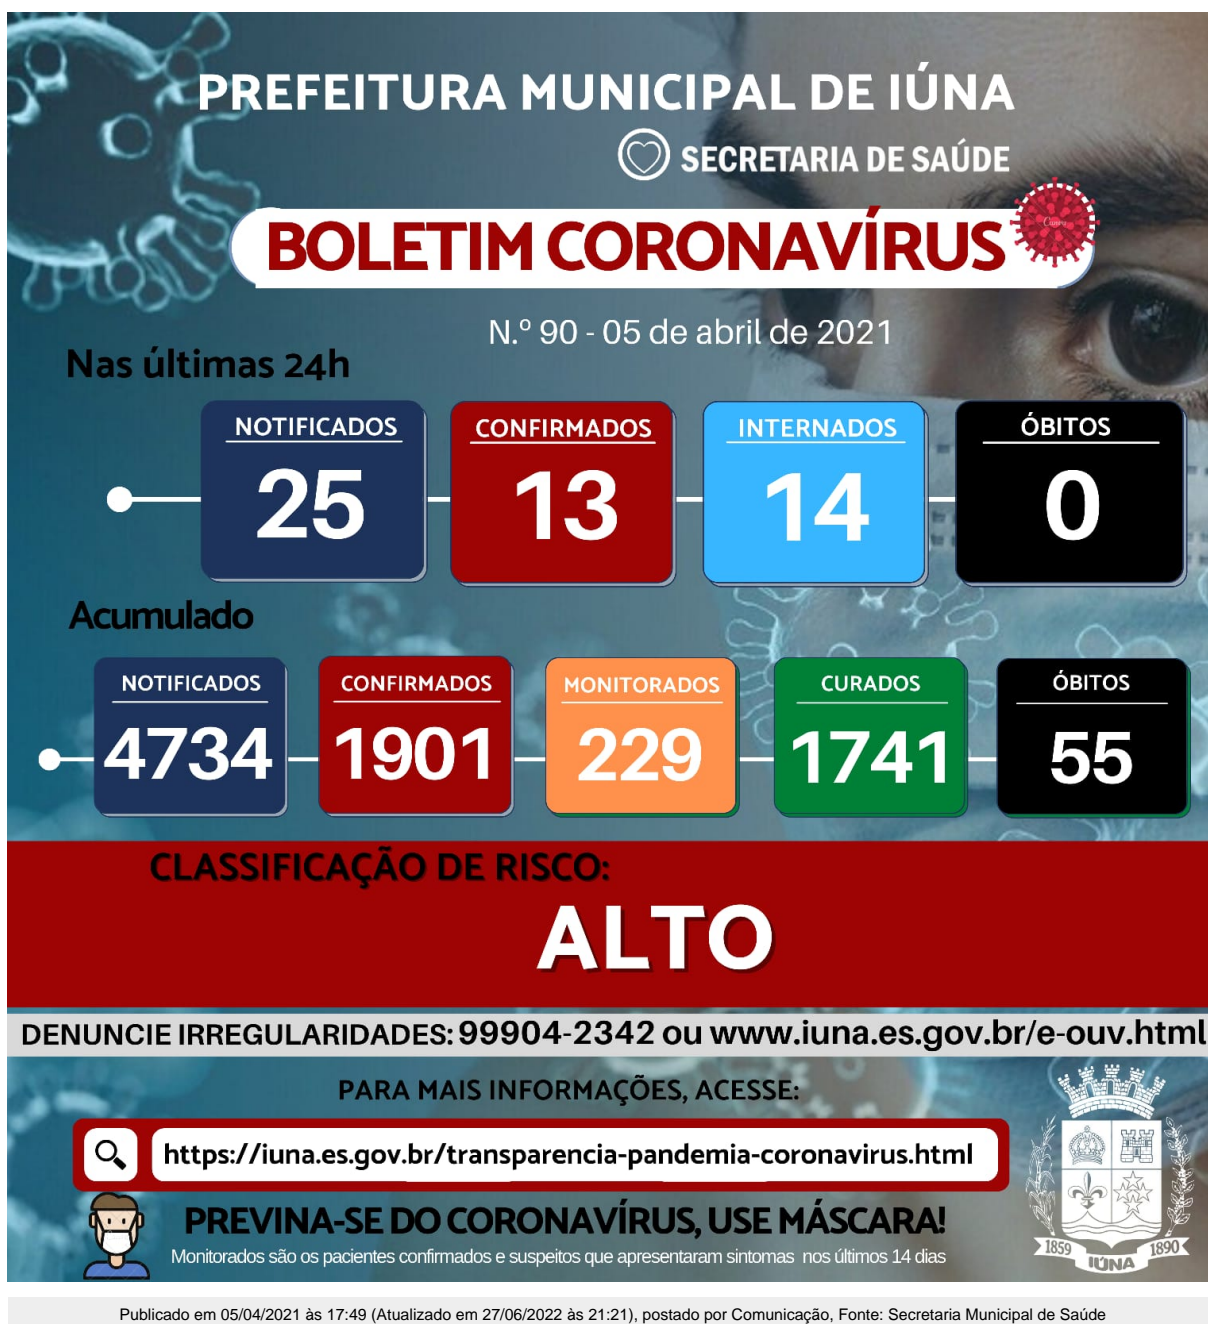 PREFEITURA MUNICIPAL DE IÚNA
SECRETARIA DE SAÚDE
BOLETIM CORONAVÍRUS
Canva
N.º 90 - 05 de abril de 2021
Nas últimas 24h
NOTIFICADOS
25
CONFIRMADOS
13
INTERNADOS
14
ÓBITOS
0
Acumulado
NOTIFICADOS
4734
CONFIRMADOS
1901
MONITORADOS
229
CURADOS
1741
ÓBITOS
55
CLASSIFICAÇÃO DE RISCO:
ALTO
DENUNCIE IRREGULARIDADES: 99904-2342 ou www.iuna.es.gov.br/e-ouv.html
PARA MAIS INFORMAÇÕES, ACESSE:
https://iuna.es.gov.br/transparencia-pandemia-coronavirus.html
PREVINA-SE DO CORONAVÍRUS, USE MÁSCARA!
Monitorados são os pacientes confirmados e suspeitos que apresentaram sintomas nos últimos 14 dias
1859 IÚNA 1890
Publicado em 05/04/2021 às 17:49 (Atualizado em 27/06/2022 às 21:21), postado por Comunicação, Fonte: Secretaria Municipal de Saúde